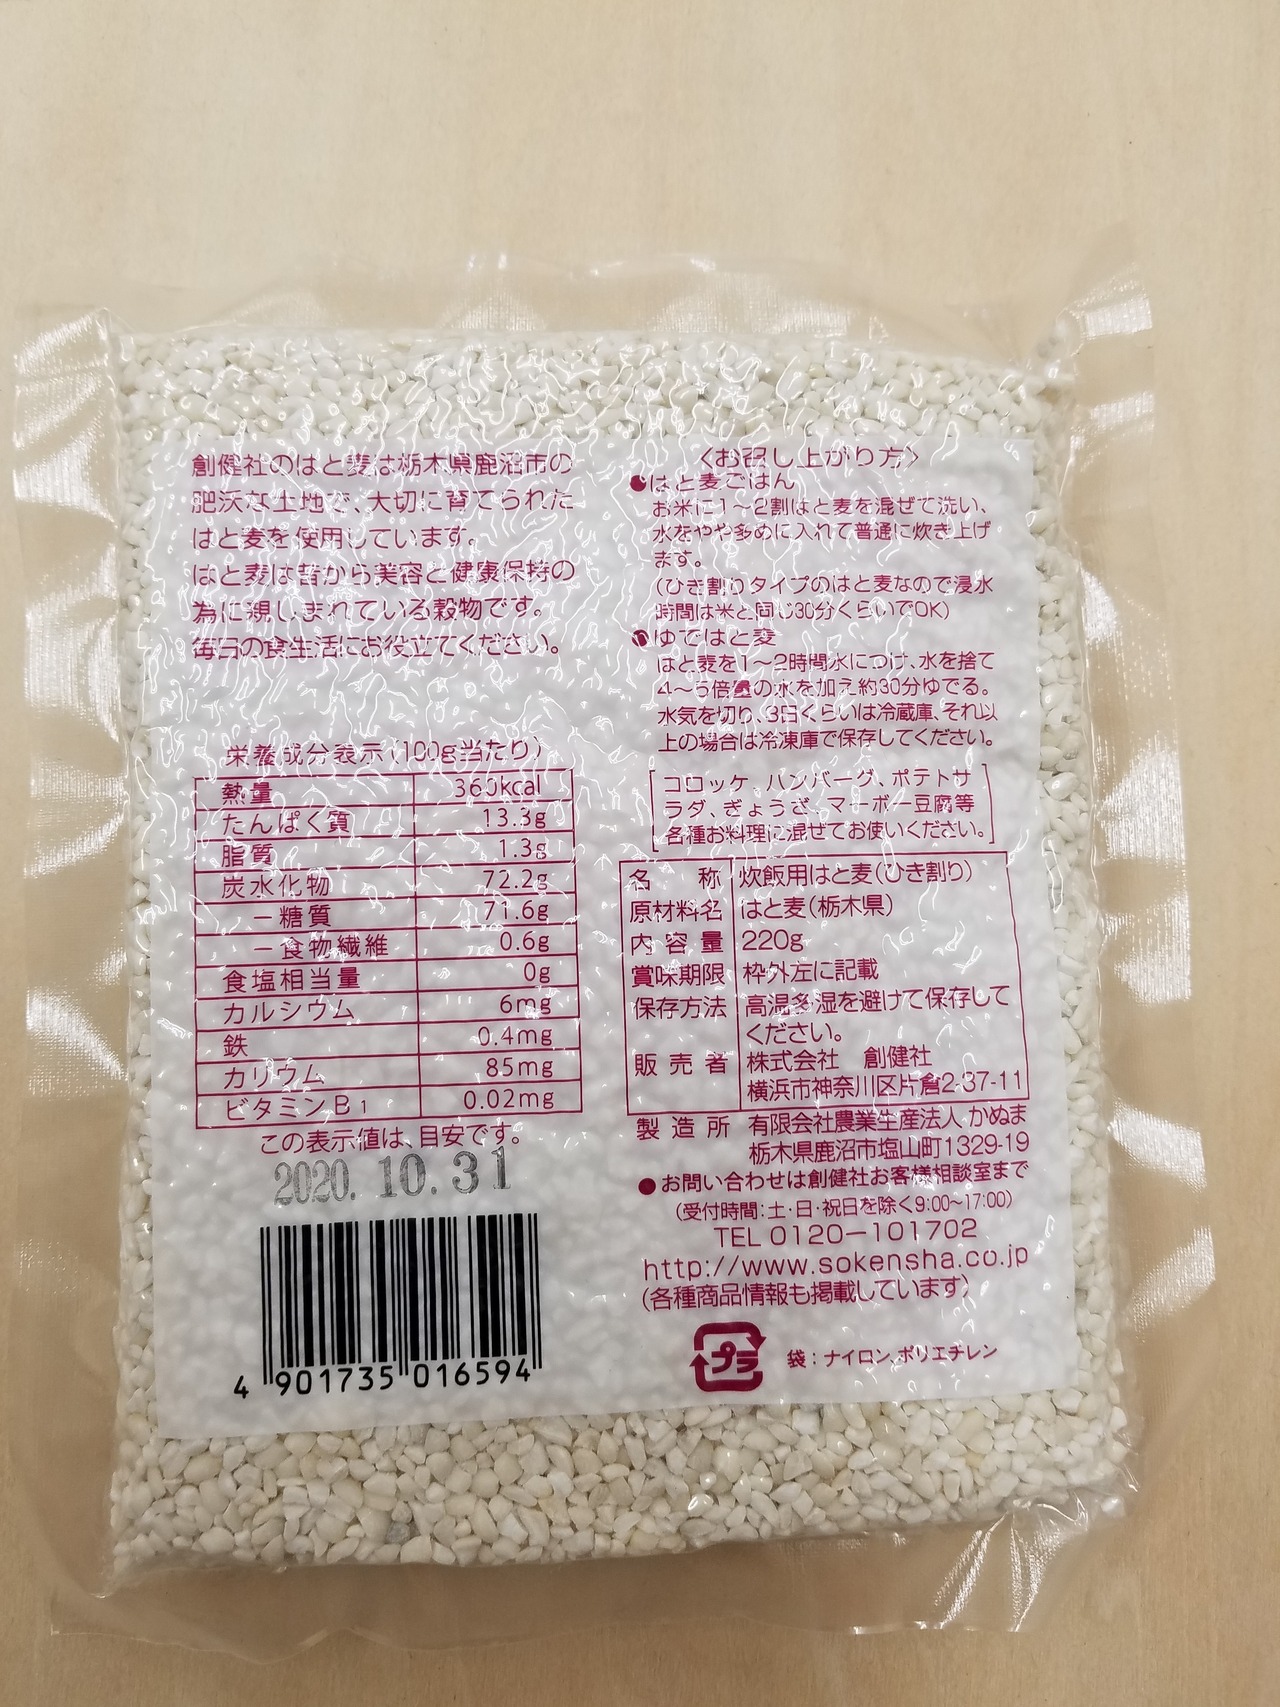 創健社のはと麦は栃木県鹿沼市の
肥沃な土地で、大切に育てられた
はと麦を使用しています。
はと麦は昔から美容と健康保持の
為に親しまれている穀物です。
毎日の食生活にお役立てください。
栄養成分表示(100g当たり)
熱量 360kcal
たんぱく質 13.3g
脂質 1.3g
炭水化物 72.2g
－糖質 71.6g
－食物繊維 0.6g
食塩相当量 0g
カルシウム 6mg
鉄 0.4mg
カリウム 85mg
ビタミンB1 0.02mg
この表示値は、目安です。
2020.10.31
4 901735 016594
〈お召し上がり方〉
●はと麦ごはん
お米に1〜2割はと麦を混ぜて洗い、
水をやや多めに入れて普通に炊き上げ
ます。
(ひき割りタイプのはと麦なので浸水
時間は米と同じ30分くらいでOK)
●ゆではと麦
はと麦を1〜2時間水につけ、水を捨て
4〜5倍量の水を加え約30分ゆでる。
水気を切り、3日くらいは冷蔵庫、それ以
上の場合は冷凍庫で保存してください。
コロッケ、ハンバーグ、ポテトサ
ラダ、ぎょうざ、マーボー豆腐等
各種お料理に混ぜてお使いください。
名称 炊飯用はと麦(ひき割り)
原材料名 はと麦(栃木県)
内容量 220g
賞味期限 枠外左に記載
保存方法 高温多湿を避けて保存して
ください。
販売者 株式会社 創健社
横浜市神奈川区片倉2-37-11
製造所 有限会社農業生産法人かぬま
栃木県鹿沼市塩山町1329-19
●お問い合わせは創健社お客様相談室まで
(受付時間:土・日・祝日を除く9:00〜17:00)
TEL 0120－101702
http://www.sokensha.co.jp
(各種商品情報も掲載しています)
プラ 袋：ナイロン、ポリエチレン